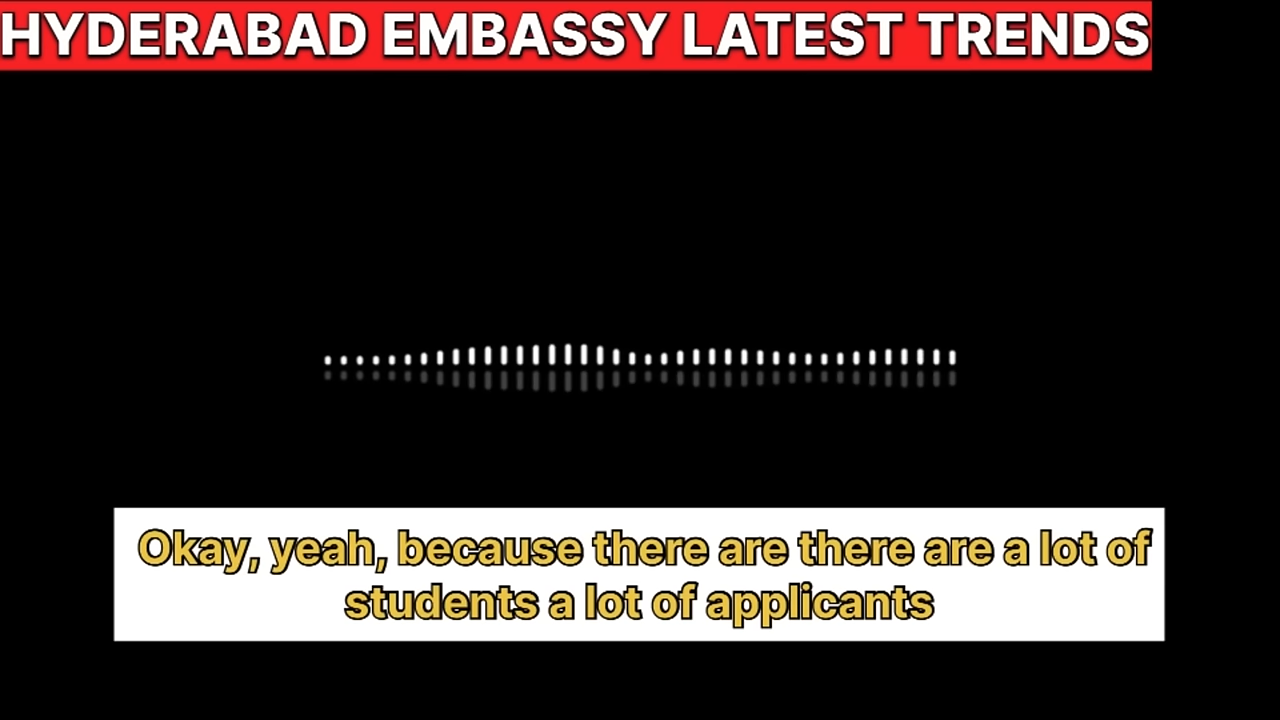 HYDERABAD EMBASSY LATEST TRENDS
Okay, yeah, because there are there are a lot of
students a lot of applicants